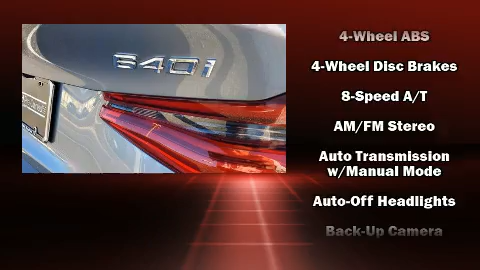 640i
4-Wheel ABS
4-Wheel Disc Brakes
8-Speed A/T
AM/FM Stereo
Auto Transmission
w/Manual Mode
Auto-Off Headlights
Back-Up Camera